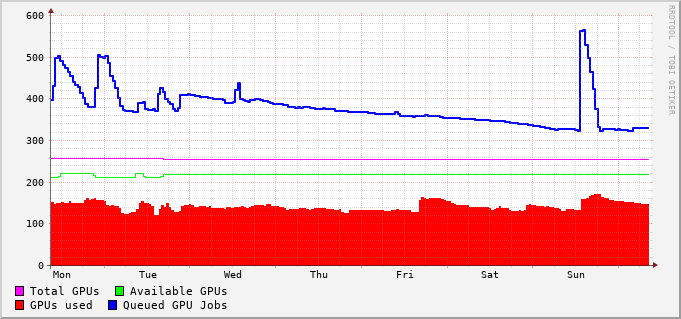 600
500
400
300
200
100
0
Mon Tue Wed Thu Fri Sat Sun
Total GPUs Available GPUs
GPUs used Queued GPU Jobs
RRDTOOL / TOBI OETIKER